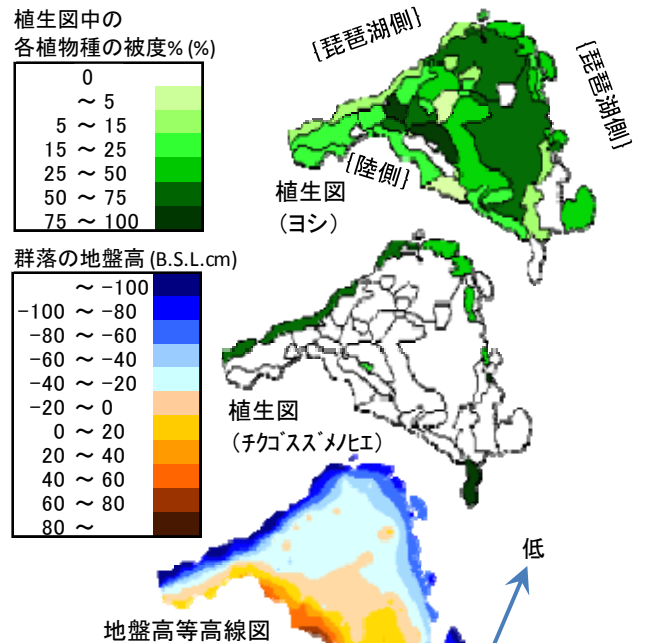 植生図中の
各植物種の被度% (%)
0
～ 5
5 ～ 15
15 ～ 25
25 ～ 50
50 ～ 75
75 ～ 100
[琵琶湖側]
[琵琶湖側]
[陸側]
植生図
(ヨシ)
群落の地盤高 (B.S.L.cm)
～ -100
-100 ～ -80
-80 ～ -60
-60 ～ -40
-40 ～ -20
-20 ～ 0
0 ～ 20
20 ～ 40
40 ～ 60
60 ～ 80
80 ～
植生図
(ﾁｸｺﾞｽｽﾞﾒﾉﾋｴ)
低
地盤高等高線図